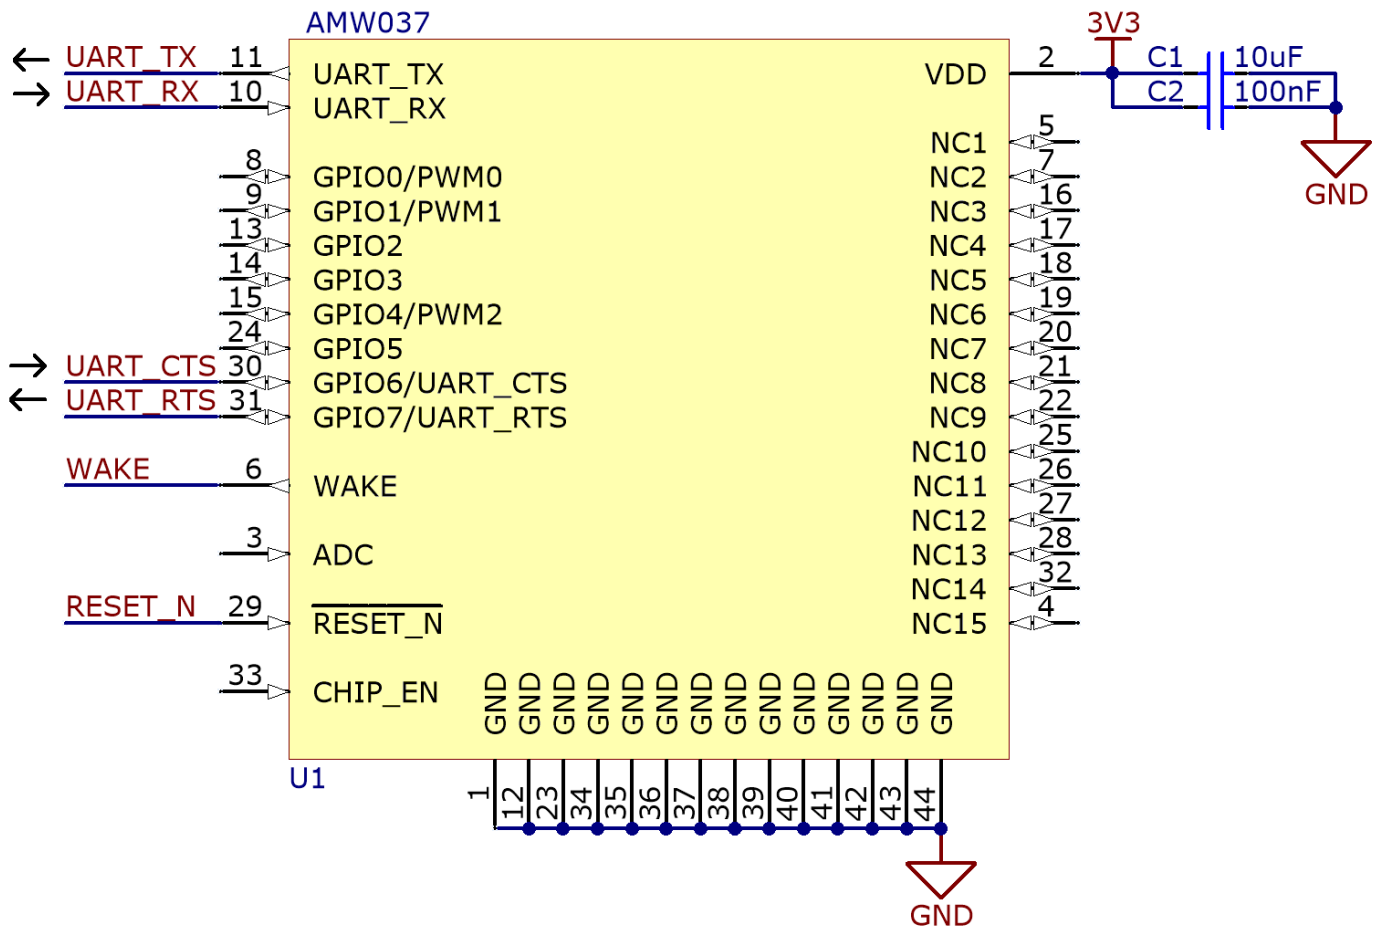 AMW037
3V3
UART_TX 11 UART_TX VDD 2 C1 10uF
UART_RX 10 UART_RX C2 100nF
NC1 5
8 GPIO0/PWM0 NC2 7
GND
9 GPIO1/PWM1 NC3 16
13 GPIO2 NC4 17
14 GPIO3 NC5 18
15 GPIO4/PWM2 NC6 19
24 GPIO5 NC7 20
UART_CTS 30 GPIO6/UART_CTS NC8 21
UART_RTS 31 GPIO7/UART_RTS NC9 22
NC10 25
WAKE 6 WAKE NC11 26
NC12 27
3 ADC NC13 28
NC14 32
RESET_N 29 RESET_N NC15 4
33 CHIP_EN
GND GND GND GND GND GND GND GND GND GND GND GND GND GND
U1
1 12 23 34 35 36 37 38 39 40 41 42 43 44
GND